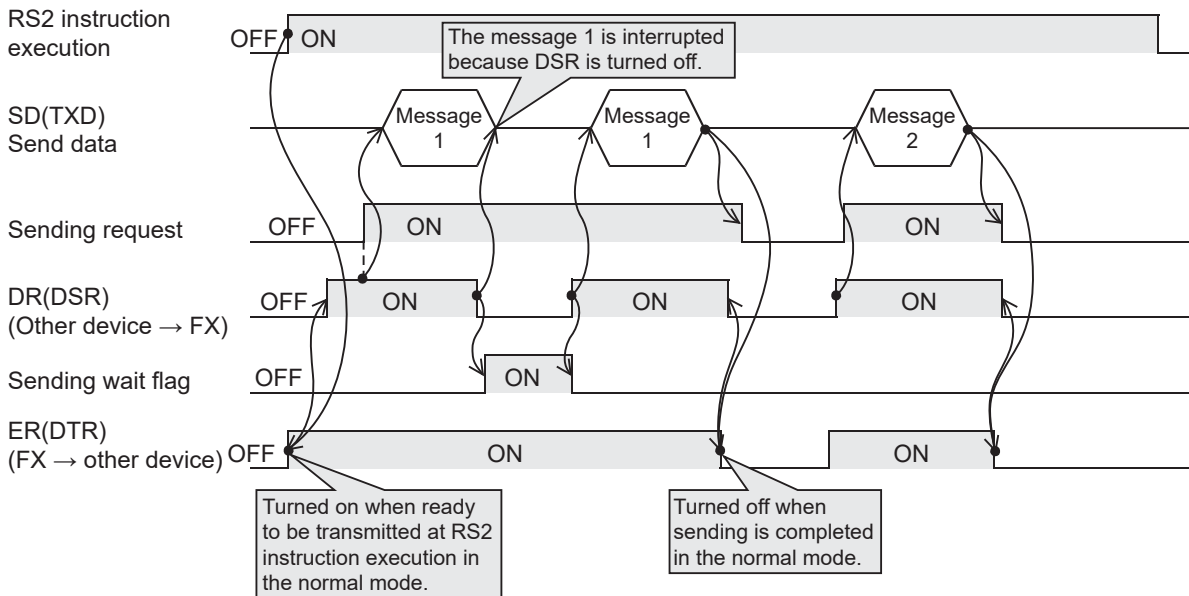 RS2 instruction
execution
OFF
ON
The message 1 is interrupted
because DSR is turned off.
SD(TXD)
Send data
Message
1
Message
1
Message
2
Sending request
OFF
ON
ON
DR(DSR)
(Other device → FX)
OFF
ON
ON
ON
Sending wait flag
OFF
ON
ER(DTR)
(FX → other device)
OFF
ON
ON
Turned on when ready
to be transmitted at RS2
instruction execution in
the normal mode.
Turned off when
sending is completed
in the normal mode.